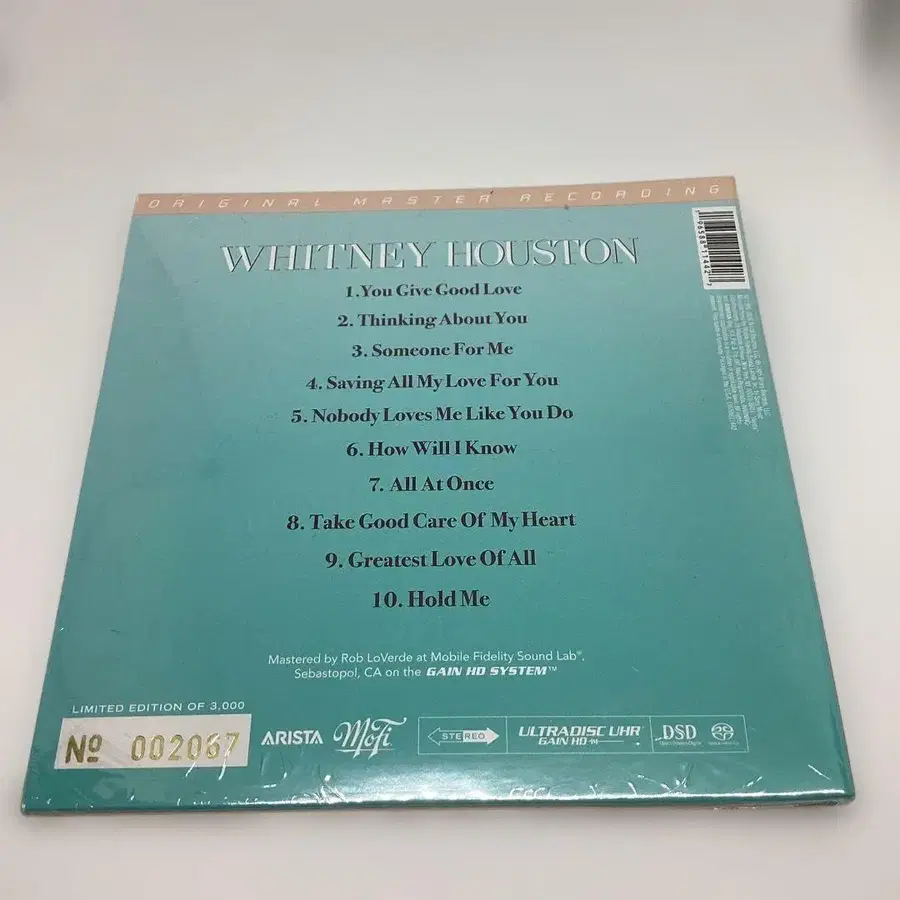 ORIGINAL MASTER RECORDING
WHITNEY HOUSTON
1.You Give Good Love
2. Thinking About You
3. Someone For Me
4. Saving All My Love For You
5. Nobody Loves Me Like You Do
6. How Will I Know
7. All At Once
8. Take Good Care Of My Heart
9. Greatest Love Of All
10. Hold Me
Mastered by Rob LoVerde at Mobile Fidelity Sound Lab®,
Sebastopol, CA on the GAIN HD SYSTEM™
LIMITED EDITION OF 3,000
№ 002067
ARISTA
MoFi
STEREO
ULTRADISC UHR
GAIN HD™
DSD